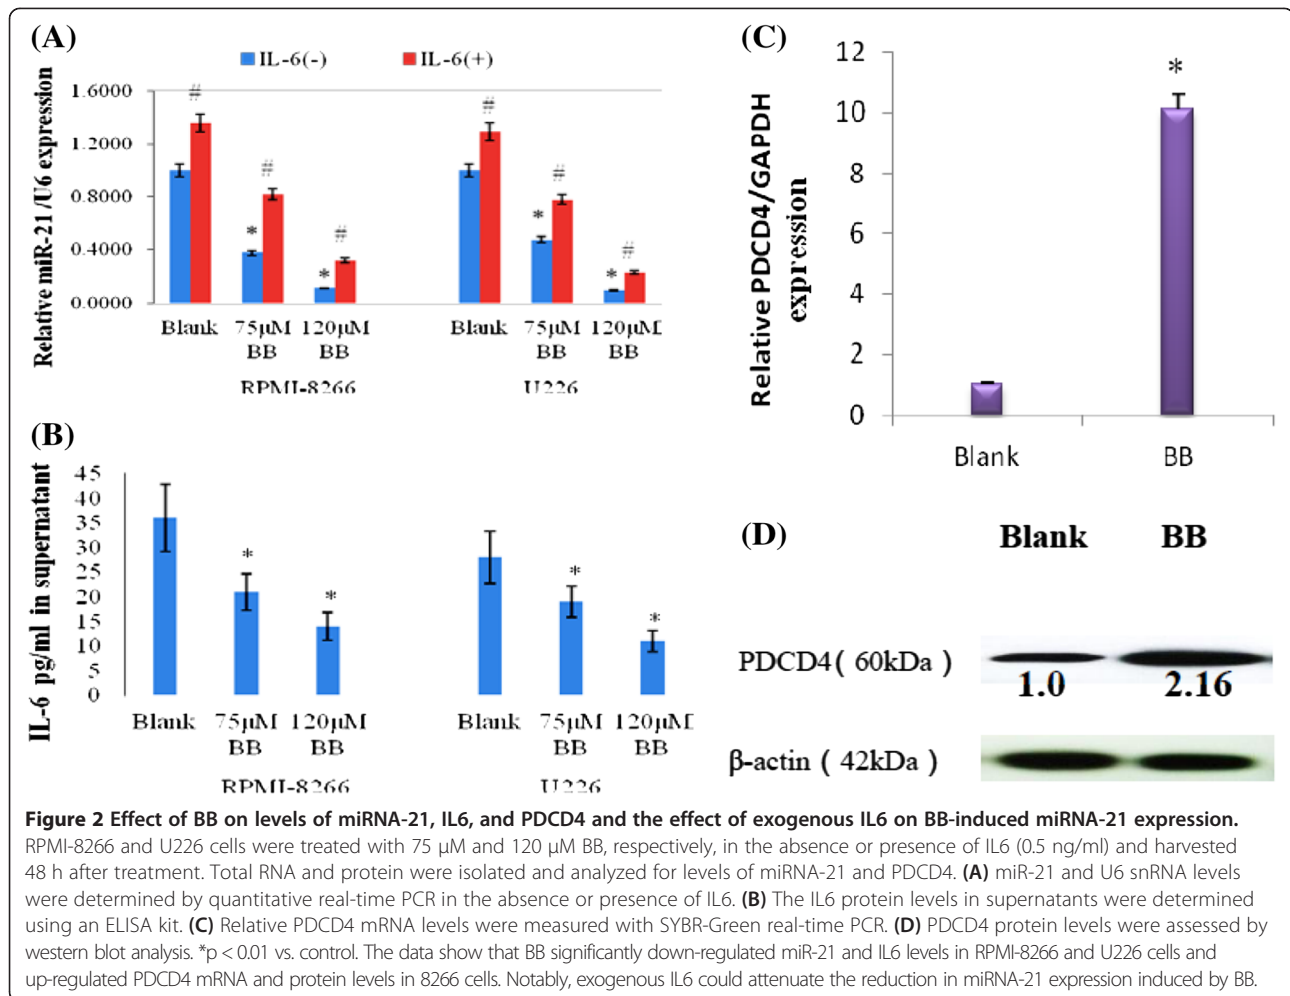 (A)
IL-6(-) IL-6(+)
Relative miR-21 /U6 expression
1.6000
1.2000
0.8000
0.4000
0.0000
# # # # # #
* * * *
Blank 75μM BB 120μM BB Blank 75μM BB 120μM BB
RPMI-8266 U226
(B)
IL-6 pg/ml in supernatant
45
40
35
30
25
20
15
10
5
0
* * * *
Blank 75μM BB 120μM BB Blank 75μM BB 120μM BB
RPMI-8266 U226
(C)
Relative PDCD4/GAPDH
expression
12
10
8
6
4
2
0
*
Blank BB
(D)
Blank BB
PDCD4 ( 60kDa )
1.0 2.16
β-actin ( 42kDa )
Figure 2 Effect of BB on levels of miRNA-21, IL6, and PDCD4 and the effect of exogenous IL6 on BB-induced miRNA-21 expression.
RPMI-8266 and U226 cells were treated with 75 μM and 120 μM BB, respectively, in the absence or presence of IL6 (0.5 ng/ml) and harvested
48 h after treatment. Total RNA and protein were isolated and analyzed for levels of miRNA-21 and PDCD4. (A) miR-21 and U6 snRNA levels
were determined by quantitative real-time PCR in the absence or presence of IL6. (B) The IL6 protein levels in supernatants were determined
using an ELISA kit. (C) Relative PDCD4 mRNA levels were measured with SYBR-Green real-time PCR. (D) PDCD4 protein levels were assessed by
western blot analysis. *p < 0.01 vs. control. The data show that BB significantly down-regulated miR-21 and IL6 levels in RPMI-8266 and U226 cells and
up-regulated PDCD4 mRNA and protein levels in 8266 cells. Notably, exogenous IL6 could attenuate the reduction in miRNA-21 expression induced by BB.